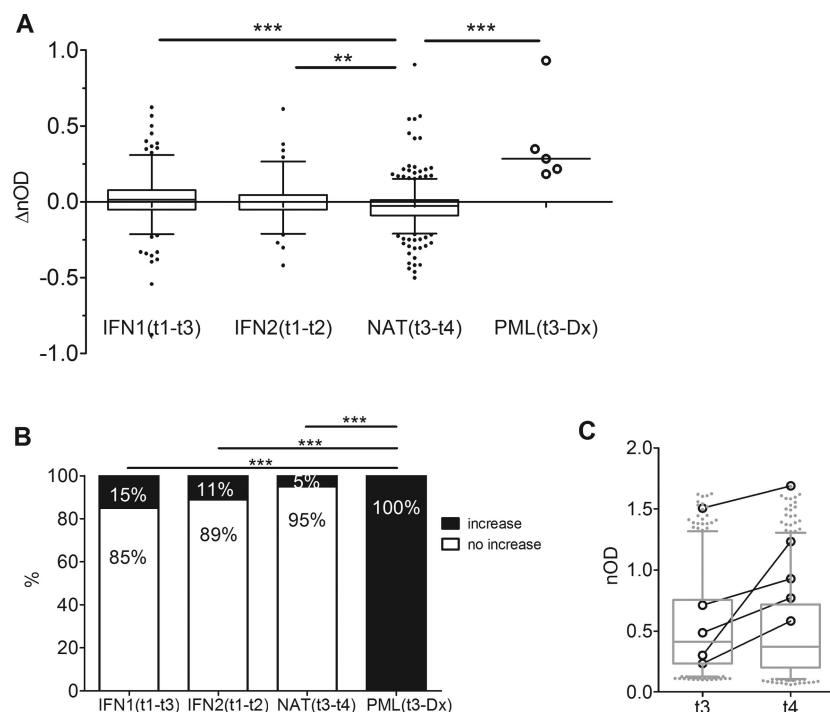 A
***
***
**
1.0
0.5
0.0
-0.5
-1.0
ΔnOD
IFN1(t1-t3) IFN2(t1-t2) NAT(t3-t4) PML(t3-Dx)
B
***
***
***
100
80
60
40
20
0
%
15% 11% 5% 100%
85% 89% 95%
increase
no increase
IFN1(t1-t3) IFN2(t1-t2) NAT(t3-t4) PML(t3-Dx)
C
2.0
1.5
1.0
0.5
0.0
nOD
t3 t4